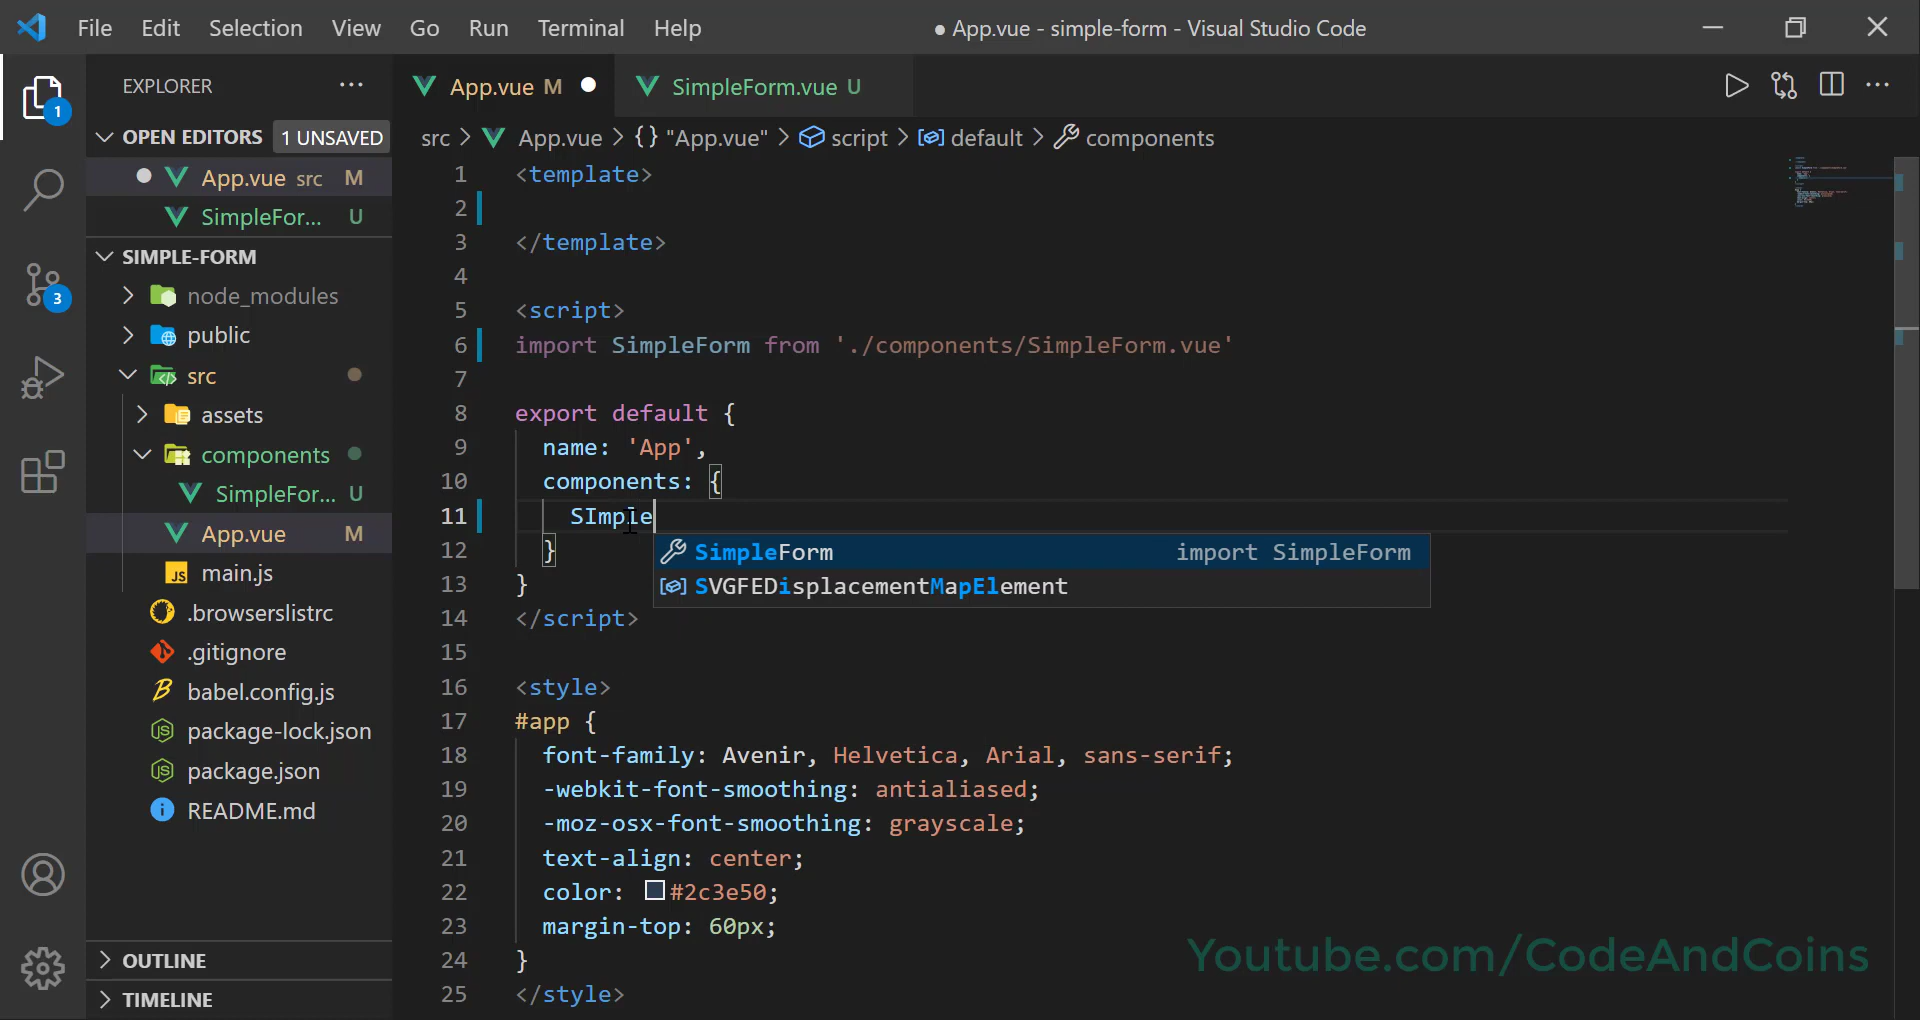 File Edit Selection View Go Run Terminal Help
● App.vue - simple-form - Visual Studio Code
EXPLORER ···
App.vue M ●
SimpleForm.vue U
OPEN EDITORS 1 UNSAVED
src > App.vue > {} "App.vue" > script > default > components
● App.vue src M
SimpleFor... U
SIMPLE-FORM
node_modules
public
src
assets
components
SimpleFor... U
App.vue M
JS main.js
.browserslistrc
.gitignore
babel.config.js
package-lock.json
package.json
README.md
OUTLINE
TIMELINE
1
1
3
1 <template>
2
3 </template>
4
5 <script>
6 import SimpleForm from './components/SimpleForm.vue'
7
8 export default {
9 name: 'App',
10 components: {
11 SImple
SimpleForm import SimpleForm
SVGFEDisplacementMapElement
12 }
13 }
14 </script>
15
16 <style>
17 #app {
18 font-family: Avenir, Helvetica, Arial, sans-serif;
19 -webkit-font-smoothing: antialiased;
20 -moz-osx-font-smoothing: grayscale;
21 text-align: center;
22 color: #2c3e50;
23 margin-top: 60px;
24 }
25 </style>
Youtube.com/CodeAndCoins